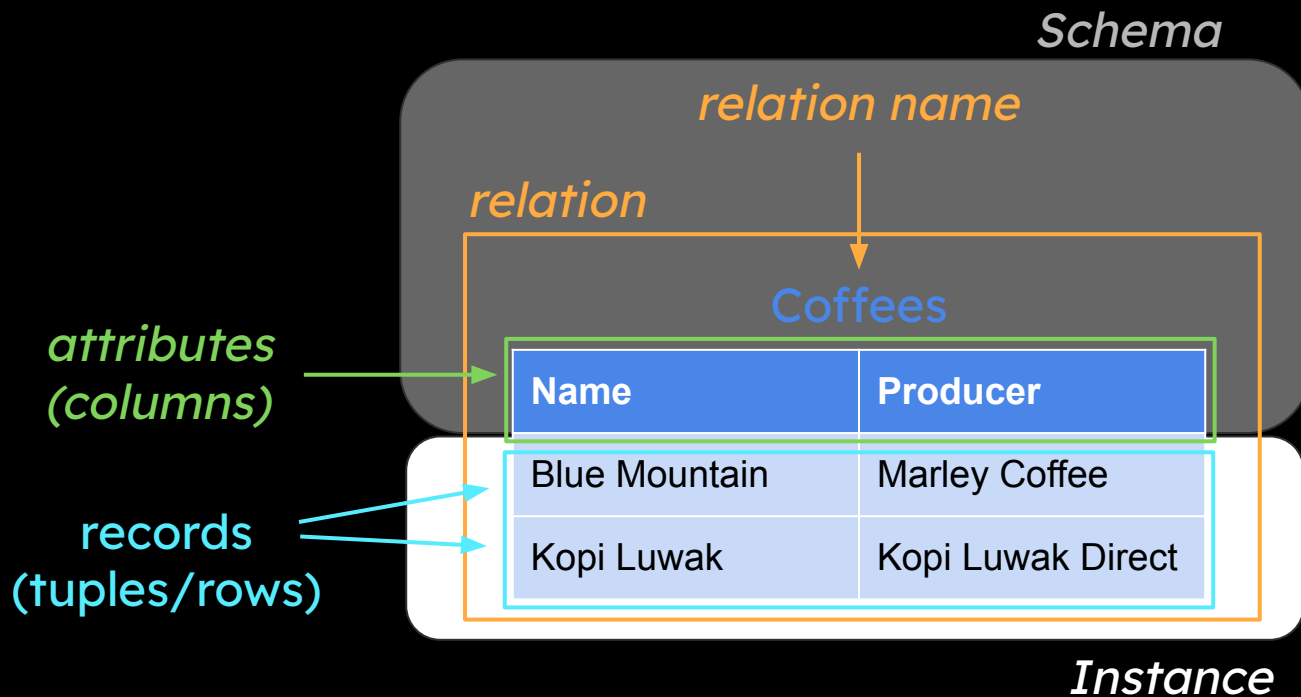 Schema
relation name
relation
Coffees
attributes
(columns)
Name Producer
Blue Mountain Marley Coffee
records
(tuples/rows)
Kopi Luwak Kopi Luwak Direct
Instance